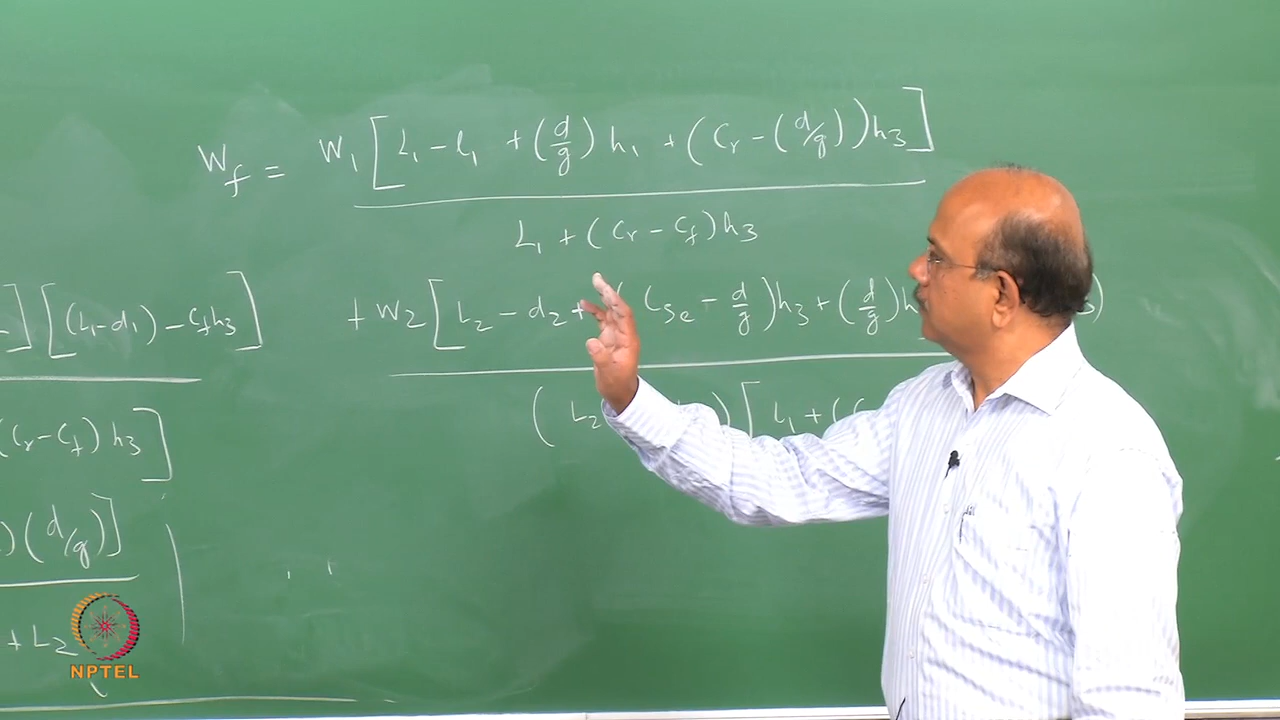 W_f = W_1 [ L_1 - l_1 + (d/g) h_1 + (C_r - (d/g)) h_3 ]
L_1 + (C_r - C_f) h_3
] [ (L_1 - d_1) - C_f h_3 ]
+ W_2 [ L_2 - d_2 + ( C_se - d/g ) h_3 + (d/g) h )
(C_r - C_f) h_3 ]
( L_2 ) [ L_1 + (C
) (d/g) ]
+ L_2
NPTEL